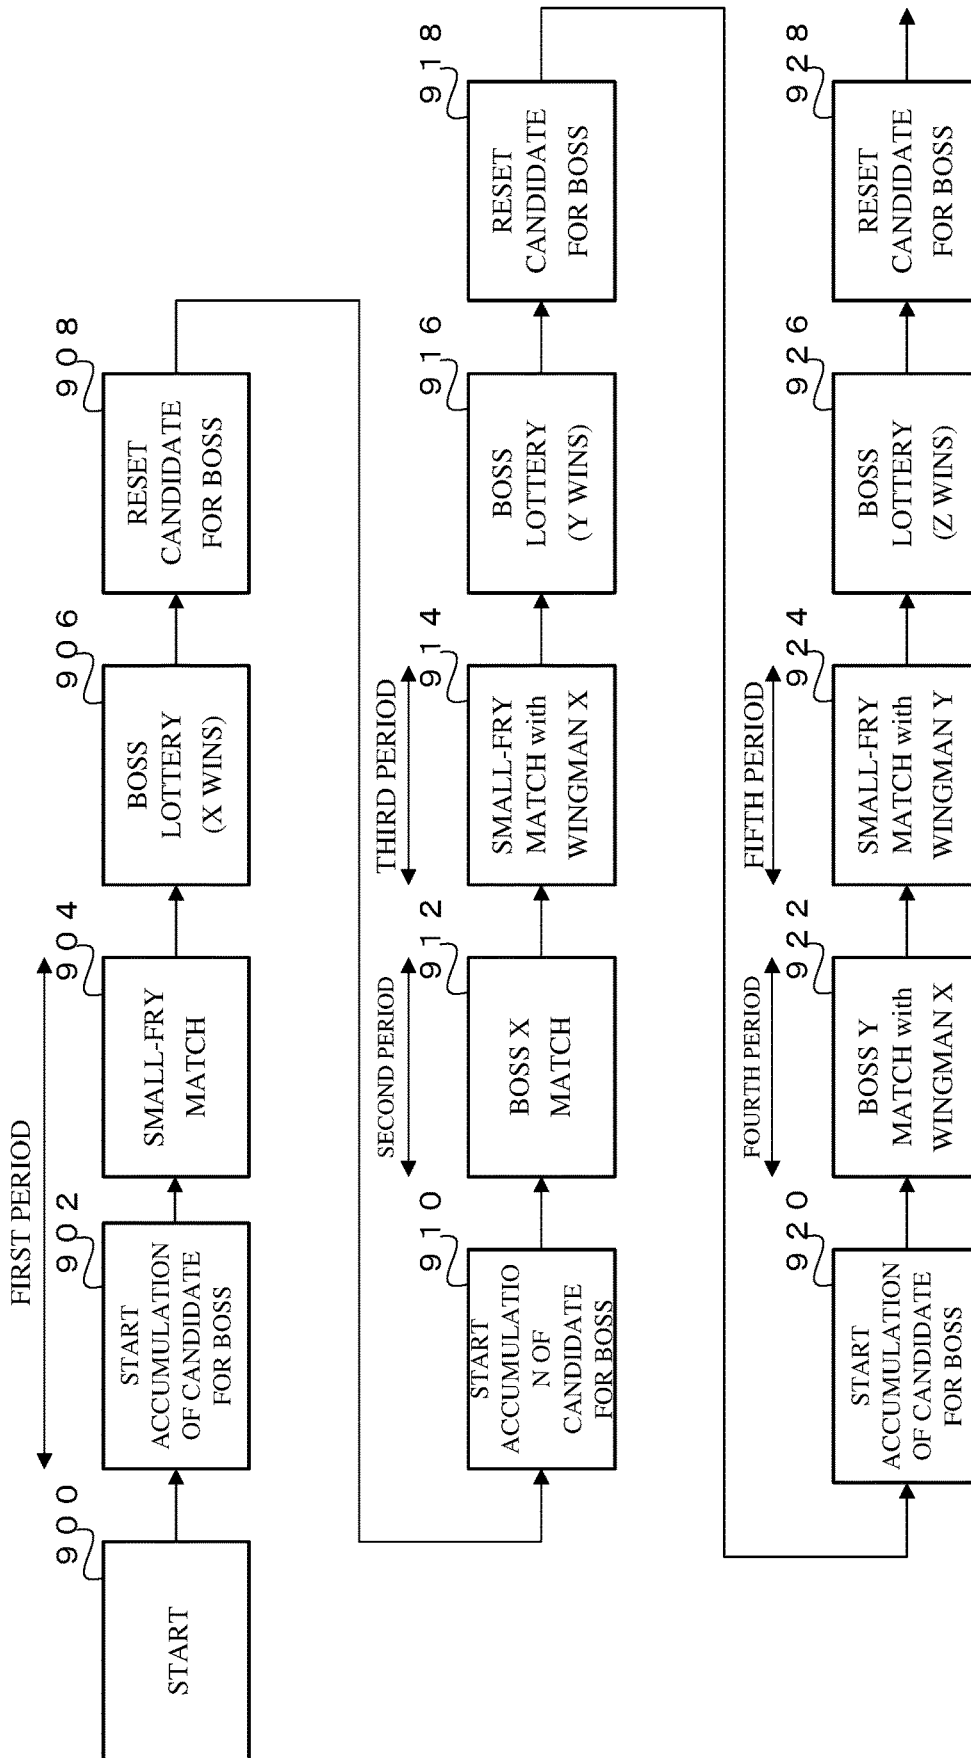 FIRST PERIOD
900
START
902
START
ACCUMULATION
OF CANDIDATE
FOR BOSS
904
SMALL-FRY
MATCH
906
BOSS
LOTTERY
(X WINS)
908
RESET
CANDIDATE
FOR BOSS
910
START
ACCUMULATIO
N OF
CANDIDATE
FOR BOSS
SECOND PERIOD
912
BOSS X
MATCH
THIRD PERIOD
914
SMALL-FRY
MATCH with
WINGMAN X
916
BOSS
LOTTERY
(Y WINS)
918
RESET
CANDIDATE
FOR BOSS
920
START
ACCUMULATION
OF CANDIDATE
FOR BOSS
FOURTH PERIOD
922
BOSS Y
MATCH with
WINGMAN X
FIFTH PERIOD
924
SMALL-FRY
MATCH with
WINGMAN Y
926
BOSS
LOTTERY
(Z WINS)
928
RESET
CANDIDATE
FOR BOSS